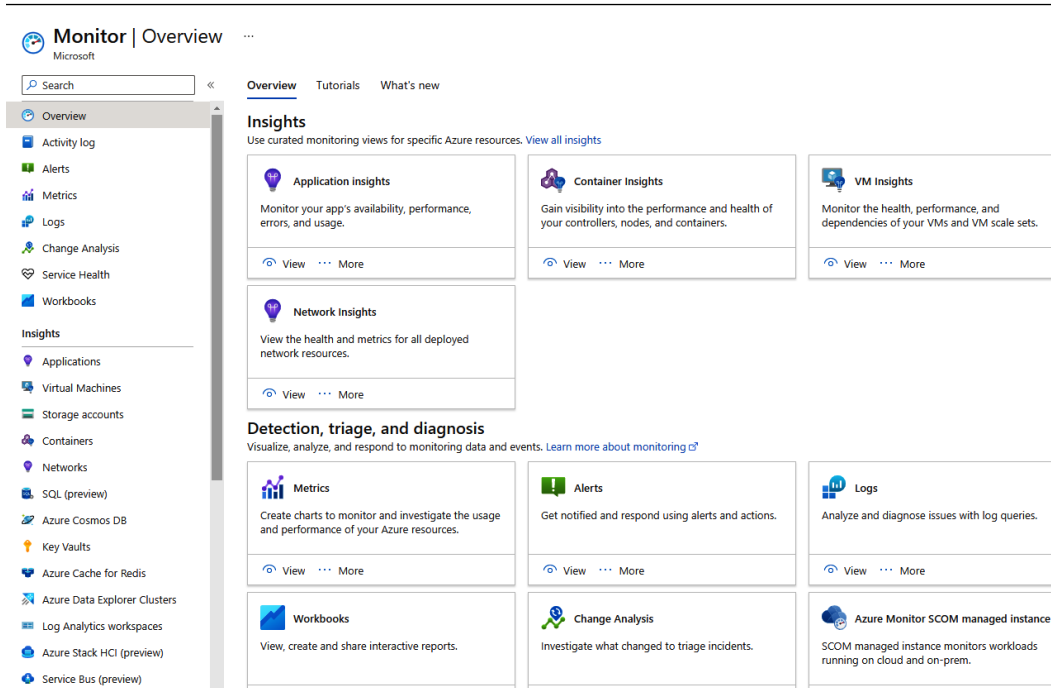 Monitor | Overview ...
Microsoft
Search «
Overview
Activity log
Alerts
Metrics
Logs
Change Analysis
Service Health
Workbooks
Insights
Applications
Virtual Machines
Storage accounts
Containers
Networks
SQL (preview)
Azure Cosmos DB
Key Vaults
Azure Cache for Redis
Azure Data Explorer Clusters
Log Analytics workspaces
Azure Stack HCI (preview)
Service Bus (preview)
Overview Tutorials What's new
Insights
Use curated monitoring views for specific Azure resources. View all insights
Application insights
Monitor your app's availability, performance,
errors, and usage.
View ... More
Container Insights
Gain visibility into the performance and health of
your controllers, nodes, and containers.
View ... More
VM Insights
Monitor the health, performance, and
dependencies of your VMs and VM scale sets.
View ... More
Network Insights
View the health and metrics for all deployed
network resources.
View ... More
Detection, triage, and diagnosis
Visualize, analyze, and respond to monitoring data and events. Learn more about monitoring
Metrics
Create charts to monitor and investigate the usage
and performance of your Azure resources.
View ... More
Alerts
Get notified and respond using alerts and actions.
View ... More
Logs
Analyze and diagnose issues with log queries.
View ... More
Workbooks
View, create and share interactive reports.
Change Analysis
Investigate what changed to triage incidents.
Azure Monitor SCOM managed instance
SCOM managed instance monitors workloads
running on cloud and on-prem.